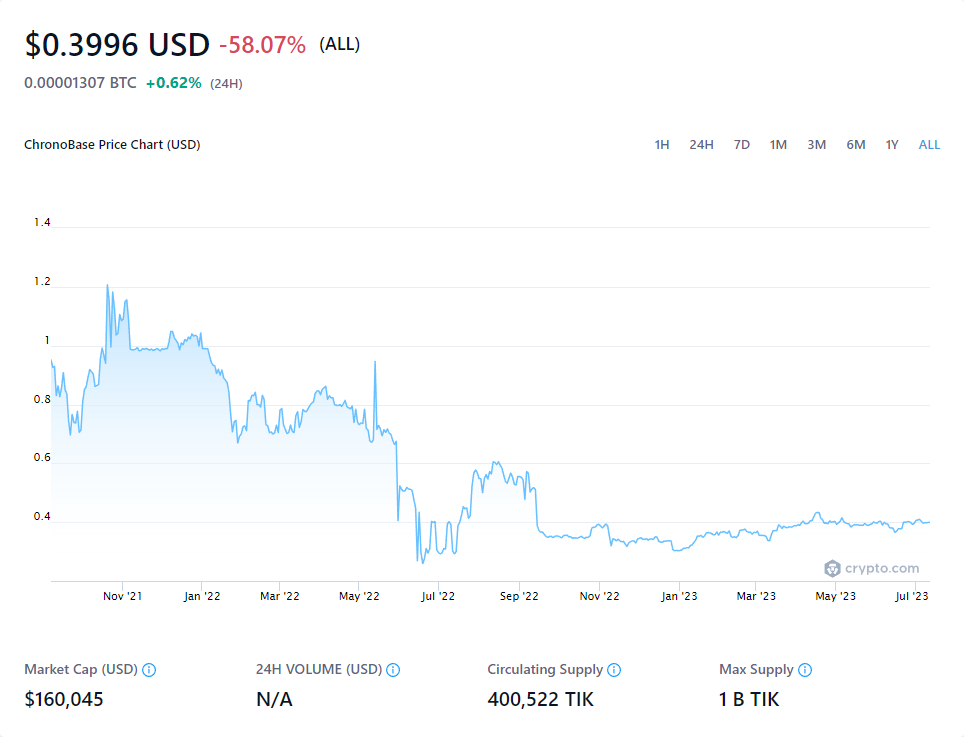 $0.3996 USD -58.07% (ALL)
0.00001307 BTC +0.62% (24H)
ChronoBase Price Chart (USD) 1H 24H 7D 1M 3M 6M 1Y ALL
1.4
1.2
1
0.8
0.6
0.4
crypto.com
Nov '21 Jan '22 Mar '22 May '22 Jul '22 Sep '22 Nov '22 Jan '23 Mar '23 May '23 Jul '23
Market Cap (USD) 24H VOLUME (USD) Circulating Supply Max Supply
$160,045 N/A 400,522 TIK 1 B TIK